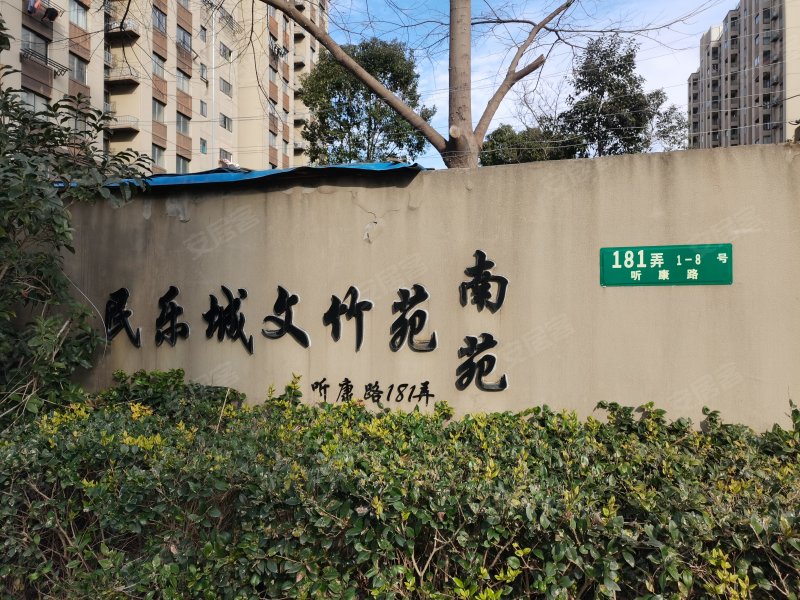 民乐城文竹苑
南苑
听康路181弄
181弄 1-8 号
听康路